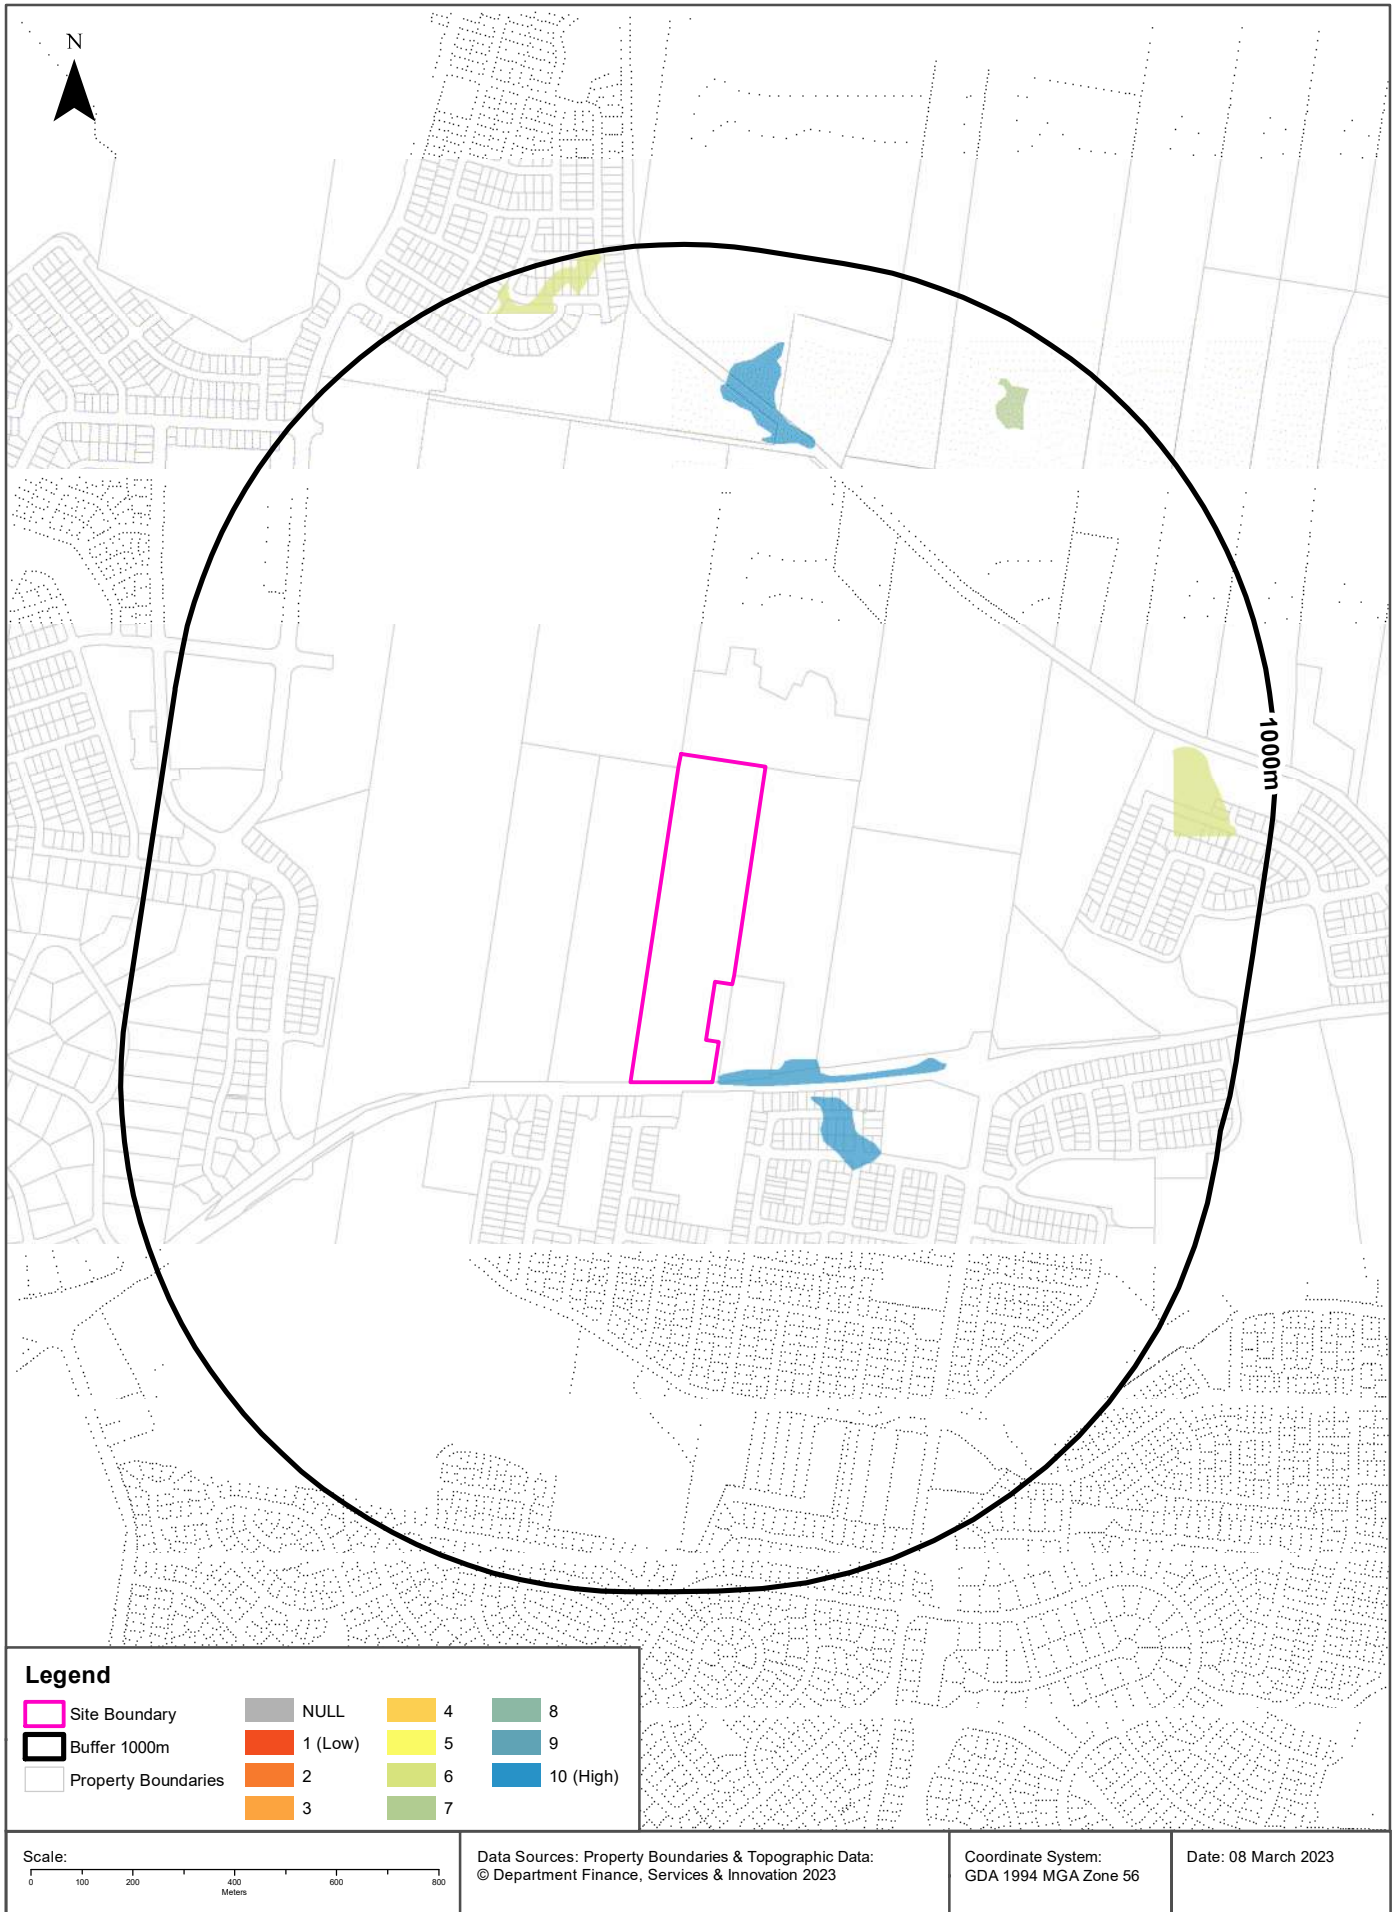 N
1000m
Legend
Site Boundary
Buffer 1000m
Property Boundaries
NULL
1 (Low)
2
3
4
5
6
7
8
9
10 (High)
Scale:
0 100 200 400 600 800
Meters
Data Sources: Property Boundaries & Topographic Data:
© Department Finance, Services & Innovation 2023
Coordinate System:
GDA 1994 MGA Zone 56
Date: 08 March 2023